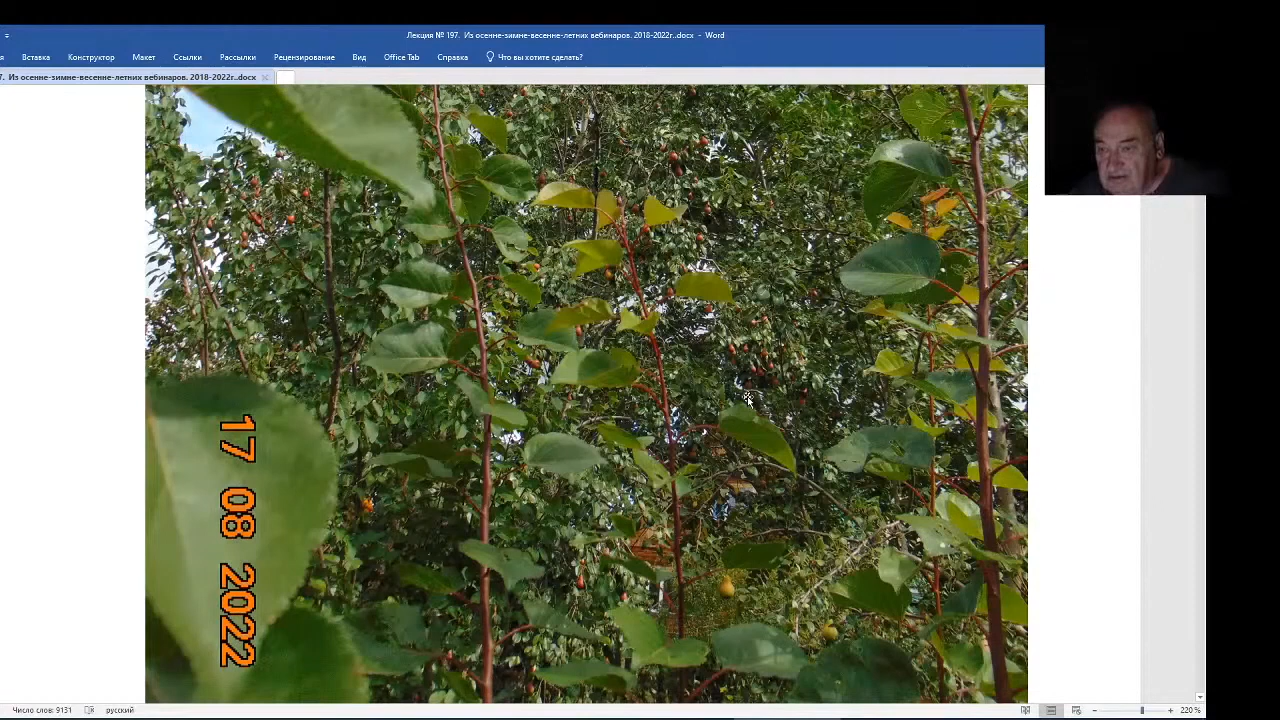 Лекция № 197. Из осенне-зимне-весенне-летних вебинаров. 2018-2022г..docx - Word
я Вставка Конструктор Макет Ссылки Рассылки Рецензирование Вид Office Tab Справка Что вы хотите сделать?
7. Из осенне-зимне-весенне-летних вебинаров. 2018-2022г..docx
17 08 2022
Число слов: 9131 русский 220 %